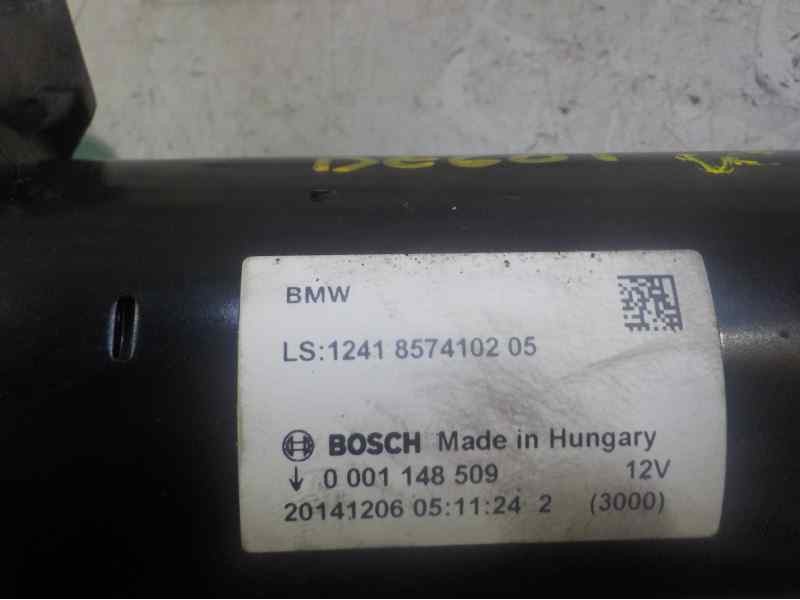 BMW
LS:1241 8574102 05
BOSCH Made in Hungary
↓ 0 001 148 509 12V
20141206 05:11:24 2 (3000)